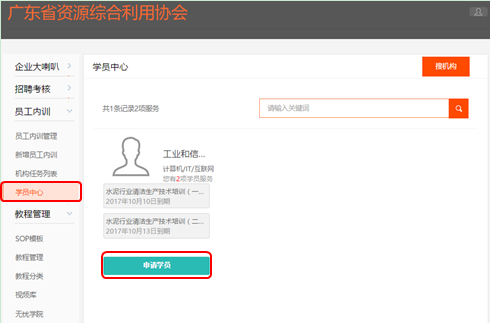 广东省资源综合利用协会
企业大喇叭
招聘考核
员工内训
员工内训管理
新增员工内训
机构任务列表
学员中心
教程管理
SOP模板
教程管理
教程分类
视频库
无忧学院
学员中心
搜机构
共1条记录2项服务
请输入关键词
工业和信...
计算机/IT/互联网
您有2项学员服务
水泥行业清洁生产技术培训（一...
2017年10月10日到期
水泥行业清洁生产技术培训（二...
2017年10月13日到期
申请学员